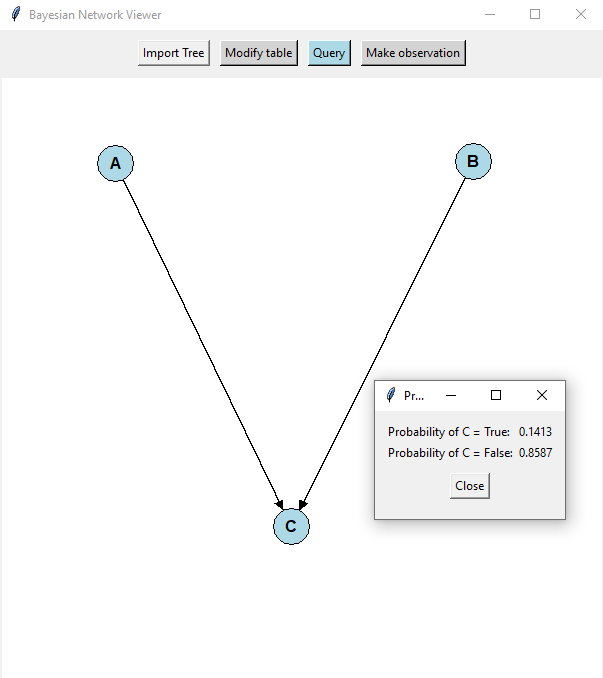 Bayesian Network Viewer
Import Tree Modify table Query Make observation
A B
Pr...
Probability of C = True: 0.1413
Probability of C = False: 0.8587
Close
C